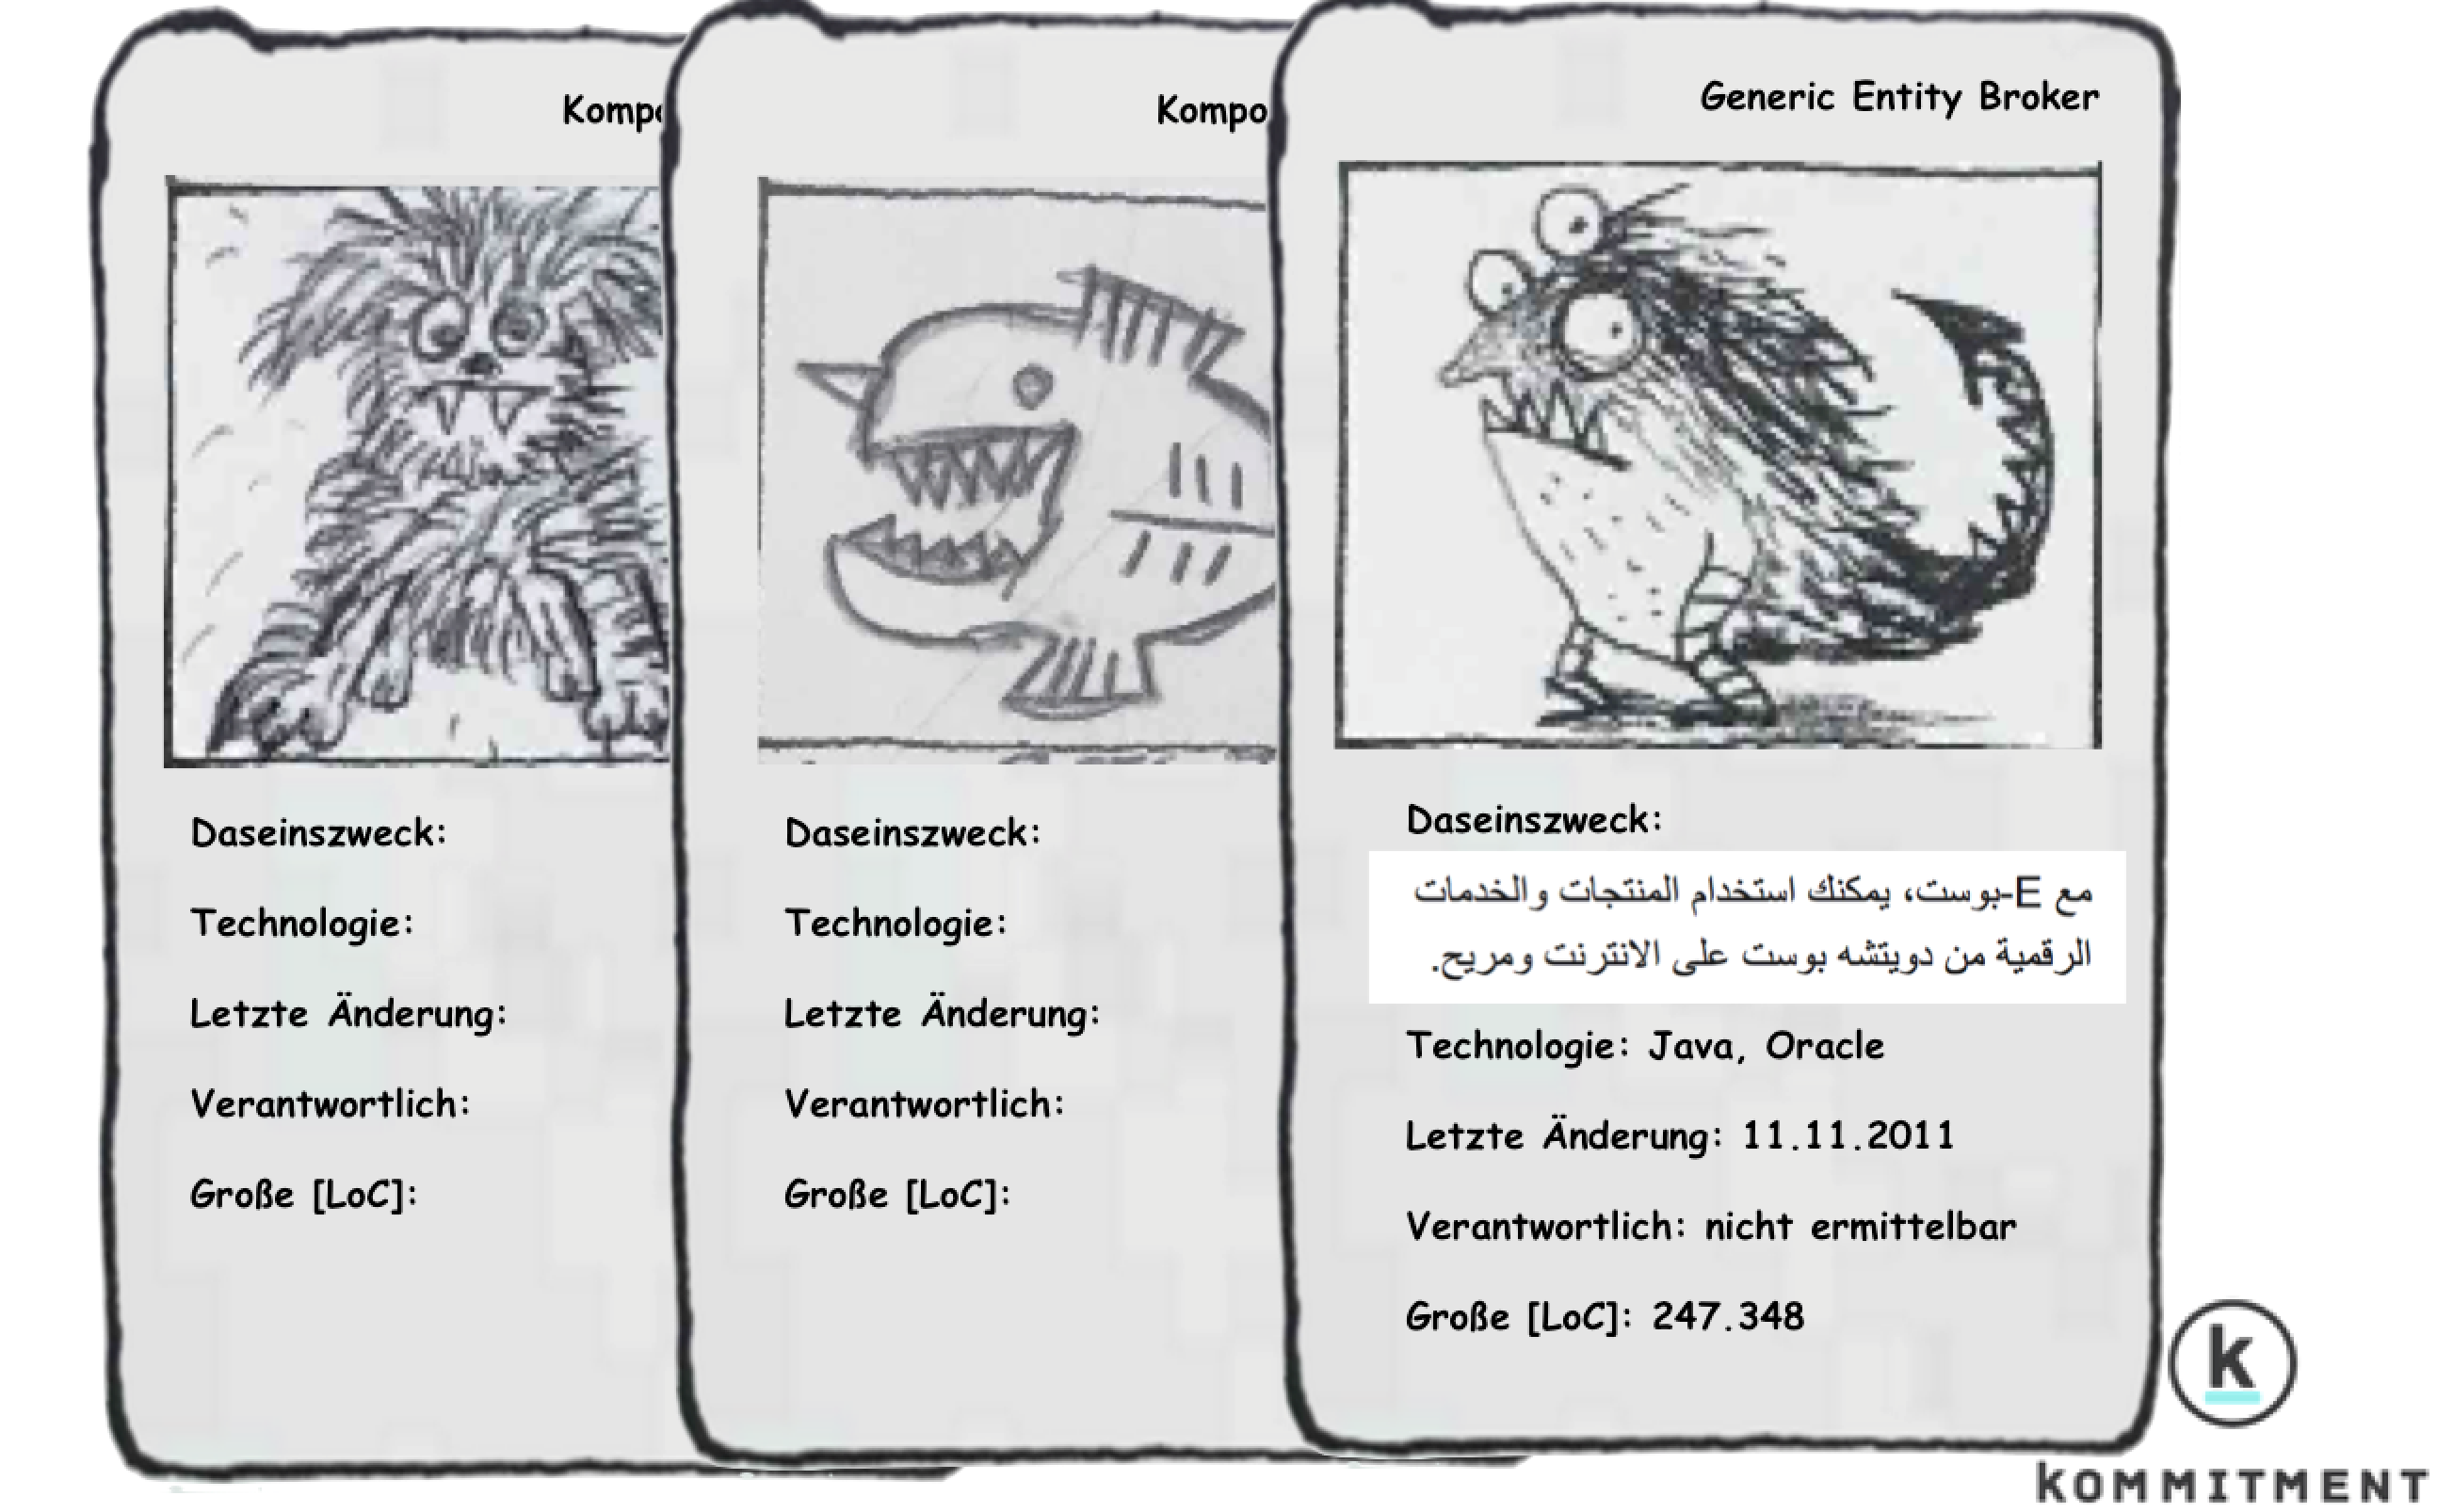 Kompo
Daseinszweck:
Technologie:
Letzte Änderung:
Verantwortlich:
Große [LoC]:
Kompo
Daseinszweck:
Technologie:
Letzte Änderung:
Verantwortlich:
Große [LoC]:
Generic Entity Broker
Daseinszweck:
مع E-بوست، يمكنك استخدام المنتجات والخدمات
الرقمية من دويتشه بوست على الانترنت ومريح.
Technologie: Java, Oracle
Letzte Änderung: 11.11.2011
Verantwortlich: nicht ermittelbar
Große [LoC]: 247.348
k
KOMMITMENT